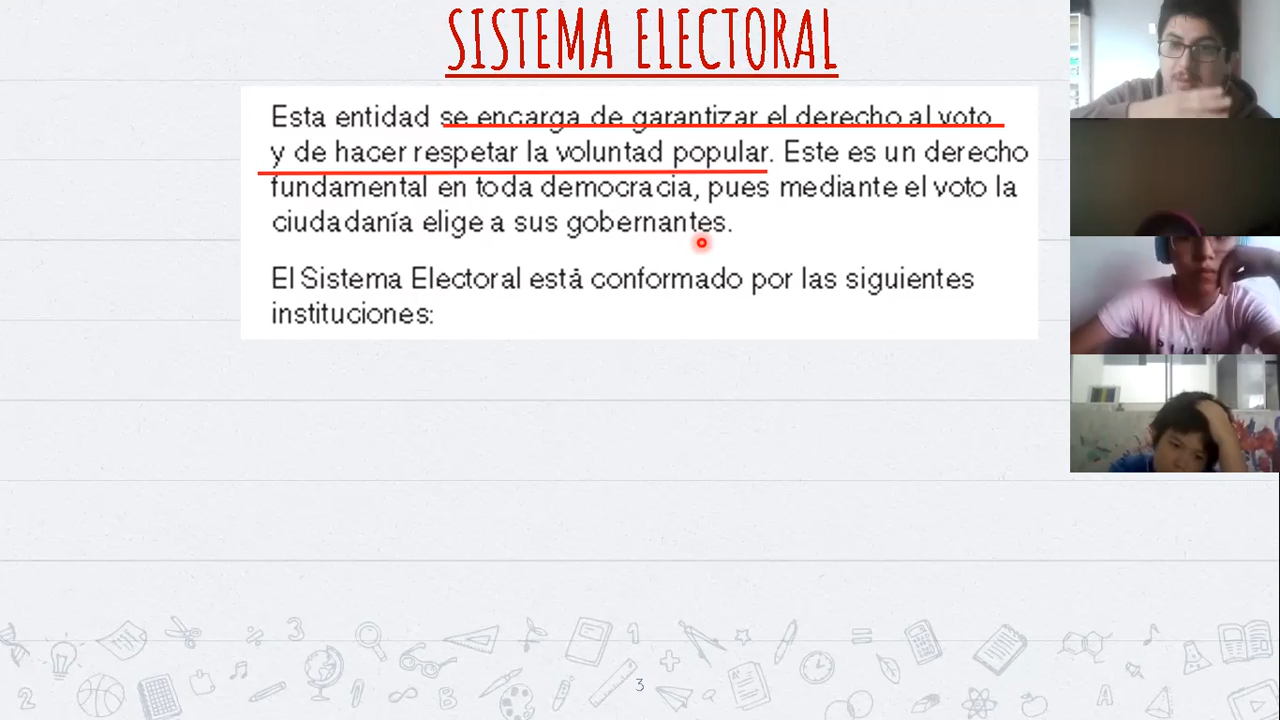 SISTEMA ELECTORAL
Esta entidad se encarga de garantizar el derecho al voto
y de hacer respetar la voluntad popular. Este es un derecho
fundamental en toda democracia, pues mediante el voto la
ciudadanía elige a sus gobernantes.
El Sistema Electoral está conformado por las siguientes
instituciones:
3